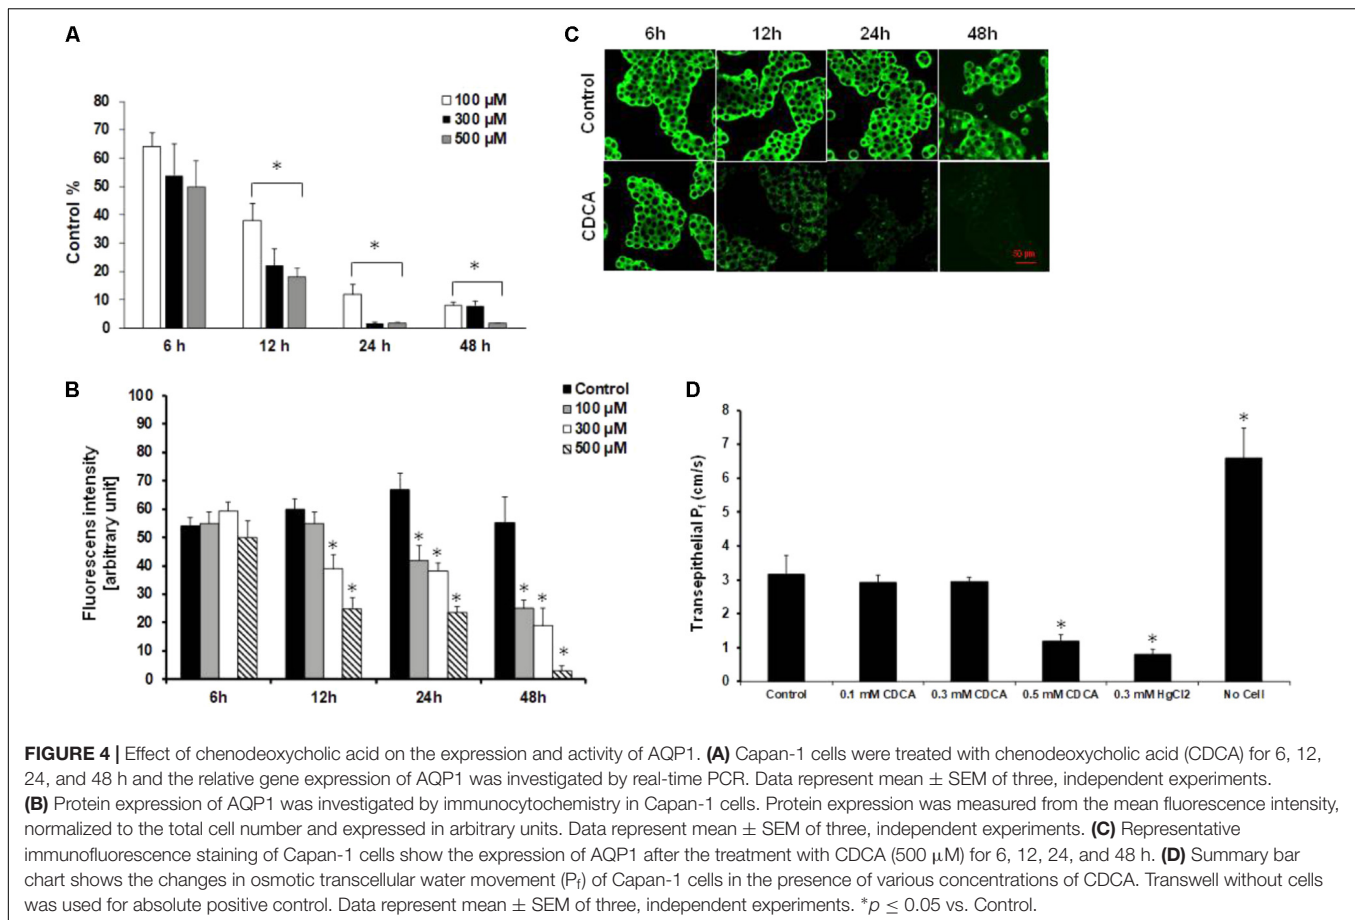 A
80
70
60
50
40
30
20
10
0
Control %
100 µM
300 µM
500 µM
*
*
*
6 h 12 h 24 h 48 h
C
6h 12h 24h 48h
Control
CDCA
50 µm
B
100
90
80
70
60
50
40
30
20
10
0
Fluorescens intensity
[arbitrary unit]
Control
100 µM
300 µM
500 µM
* * * * * * * *
6h 12h 24h 48h
D
8
7
6
5
4
3
2
1
0
Transepithelial Pf (cm/s)
* * *
Control 0.1 mM CDCA 0.3 mM CDCA 0.5 mM CDCA 0.3 mM HgCl2 No Cell
FIGURE 4 | Effect of chenodeoxycholic acid on the expression and activity of AQP1. (A) Capan-1 cells were treated with chenodeoxycholic acid (CDCA) for 6, 12,
24, and 48 h and the relative gene expression of AQP1 was investigated by real-time PCR. Data represent mean ± SEM of three, independent experiments.
(B) Protein expression of AQP1 was investigated by immunocytochemistry in Capan-1 cells. Protein expression was measured from the mean fluorescence intensity,
normalized to the total cell number and expressed in arbitrary units. Data represent mean ± SEM of three, independent experiments. (C) Representative
immunofluorescence staining of Capan-1 cells show the expression of AQP1 after the treatment with CDCA (500 µM) for 6, 12, 24, and 48 h. (D) Summary bar
chart shows the changes in osmotic transcellular water movement (Pf) of Capan-1 cells in the presence of various concentrations of CDCA. Transwell without cells
was used for absolute positive control. Data represent mean ± SEM of three, independent experiments. *p ≤ 0.05 vs. Control.